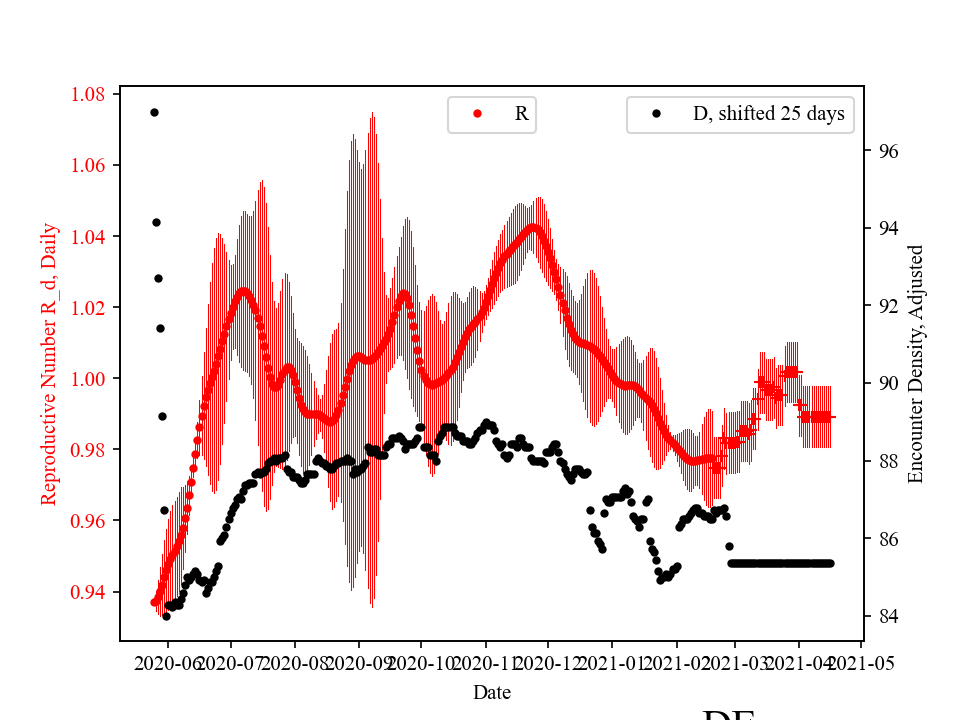 R
D, shifted 25 days
Reproductive Number R_d, Daily
1.08
1.06
1.04
1.02
1.00
0.98
0.96
0.94
96
94
92
90
88
86
84
Encounter Density, Adjusted
2020-06 2020-07 2020-08 2020-09 2020-10 2020-11 2020-12 2021-01 2021-02 2021-03 2021-04 2021-05
Date
DE